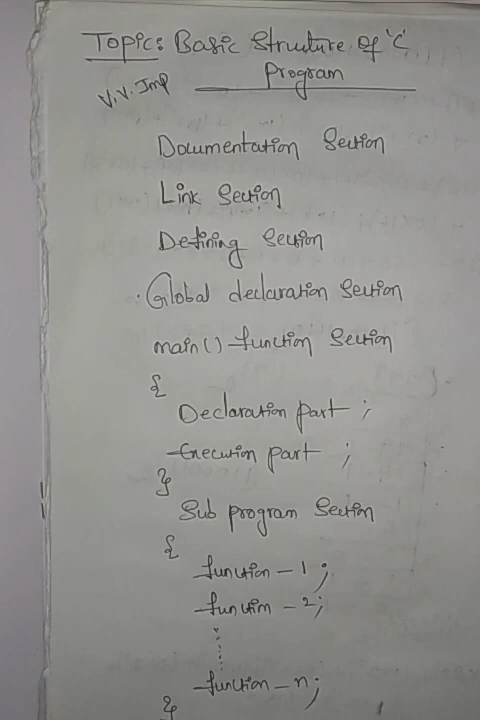 Topic: Basic Structure of 'C'
Program
V.V. Imp
Documentation Section
Link Section
Defining Section
Global declaration Section
main() function Section
{
Declaration part ;
Execution part ;
}
Sub program Section
{
function - 1 ;
function - 2;
......
function - n;
}